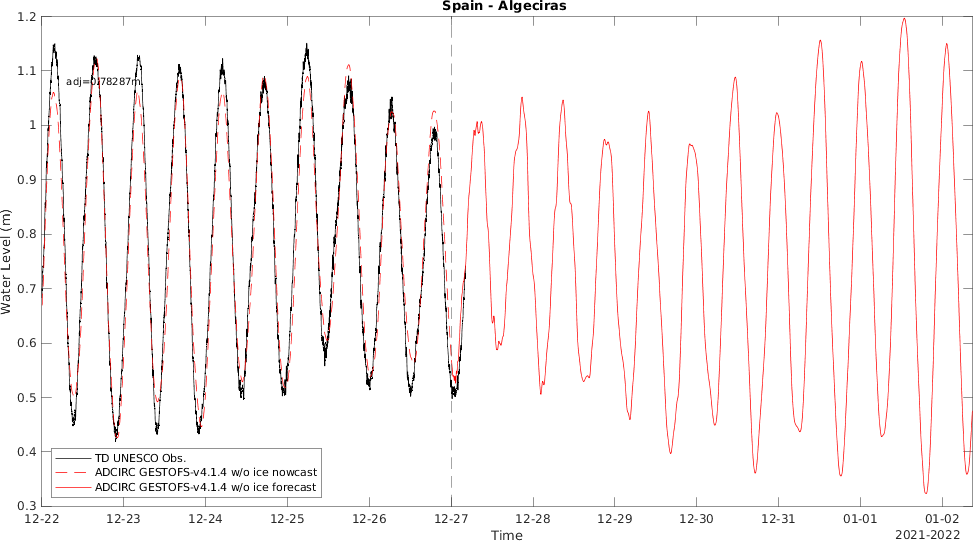 Spain - Algeciras
1.2
1.1
1
0.9
0.8
0.7
0.6
0.5
0.4
0.3
Water Level (m)
adj=0.78287m
TD UNESCO Obs.
ADCIRC GESTOFS-v4.1.4 w/o ice nowcast
ADCIRC GESTOFS-v4.1.4 w/o ice forecast
12-22 12-23 12-24 12-25 12-26 12-27 12-28 12-29 12-30 12-31 01-01 01-02
Time
2021-2022